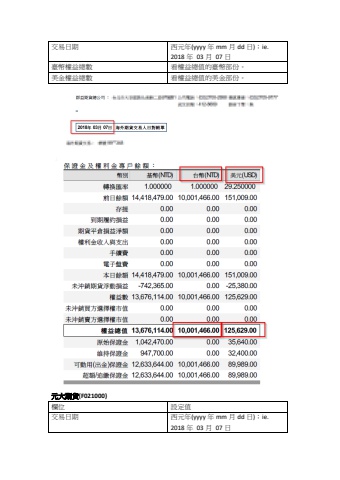 交易日期 西元年(yyyy 年 mm 月 dd 日)；ie.
2018 年 03 月 07 日
臺幣權益總數 看權益總值的臺幣部份。
美金權益總數 看權益總值的美金部份。
2018年 03月 07日 海外期貨交易人日對帳單
保證金及權利金專戶餘額：
幣別 基幣(NTD) 台幣(NTD) 美元(USD)
轉換匯率 1.000000 1.000000 29.250000
前日餘額 14,418,479.00 10,001,466.00 151,009.00
存提 0.00 0.00 0.00
到期履約損益 0.00 0.00 0.00
期貨平倉損益淨額 0.00 0.00 0.00
權利金收入與支出 0.00 0.00 0.00
手續費 0.00 0.00 0.00
電子盤費 0.00 0.00 0.00
本日餘額 14,418,479.00 10,001,466.00 151,009.00
未沖銷期貨浮動損益 -742,365.00 0.00 -25,380.00
權益數 13,676,114.00 10,001,466.00 125,629.00
未沖銷買方選擇權市值 0.00 0.00 0.00
未沖銷賣方選擇權市值 0.00 0.00 0.00
權益總值 13,676,114.00 10,001,466.00 125,629.00
原始保證金 1,042,470.00 0.00 35,640.00
維持保證金 947,700.00 0.00 32,400.00
可動用(出金)保證金 12,633,644.00 10,001,466.00 89,989.00
超額/追繳保證金 12,633,644.00 10,001,466.00 89,989.00
元大期貨(F021000)
欄位 設定值
交易日期 西元年(yyyy 年 mm 月 dd 日)；ie.
2018 年 03 月 07 日